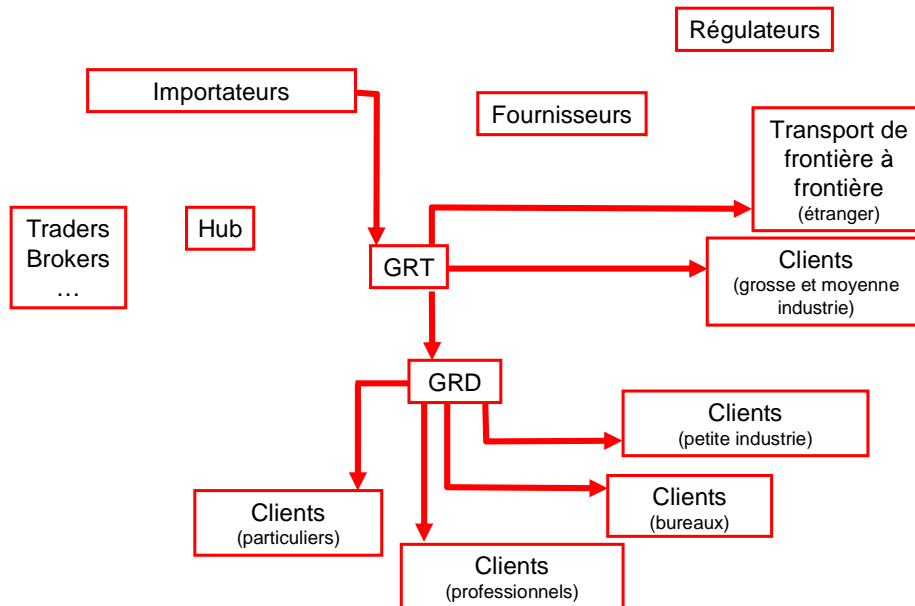 Régulateurs
Importateurs
Fournisseurs
Transport de
frontière à
frontière
(étranger)
Traders
Brokers
…
Hub
GRT
Clients
(grosse et moyenne
industrie)
GRD
Clients
(petite industrie)
Clients
(particuliers)
Clients
(bureaux)
Clients
(professionnels)